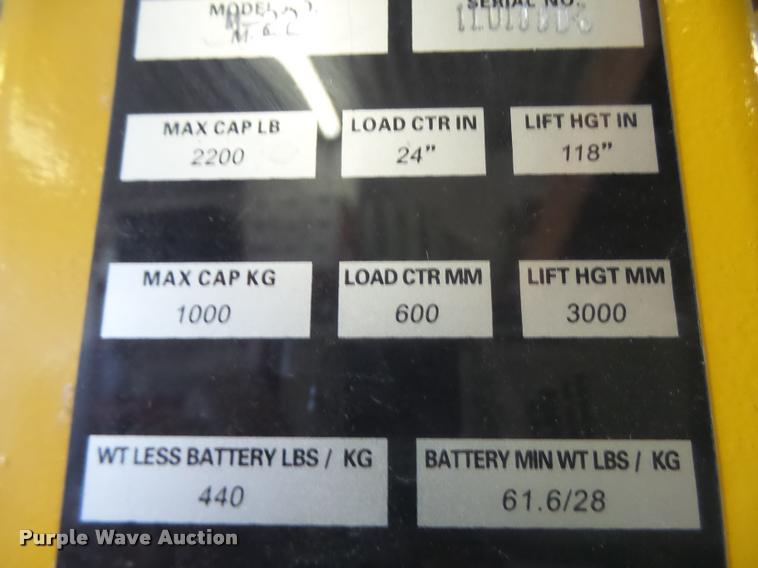 SERIAL NO.
MAX CAP LB
2200
LOAD CTR IN
24"
LIFT HGT IN
118"
MAX CAP KG
1000
LOAD CTR MM
600
LIFT HGT MM
3000
WT LESS BATTERY LBS / KG
440
BATTERY MIN WT LBS / KG
61.6/28
Purple Wave Auction